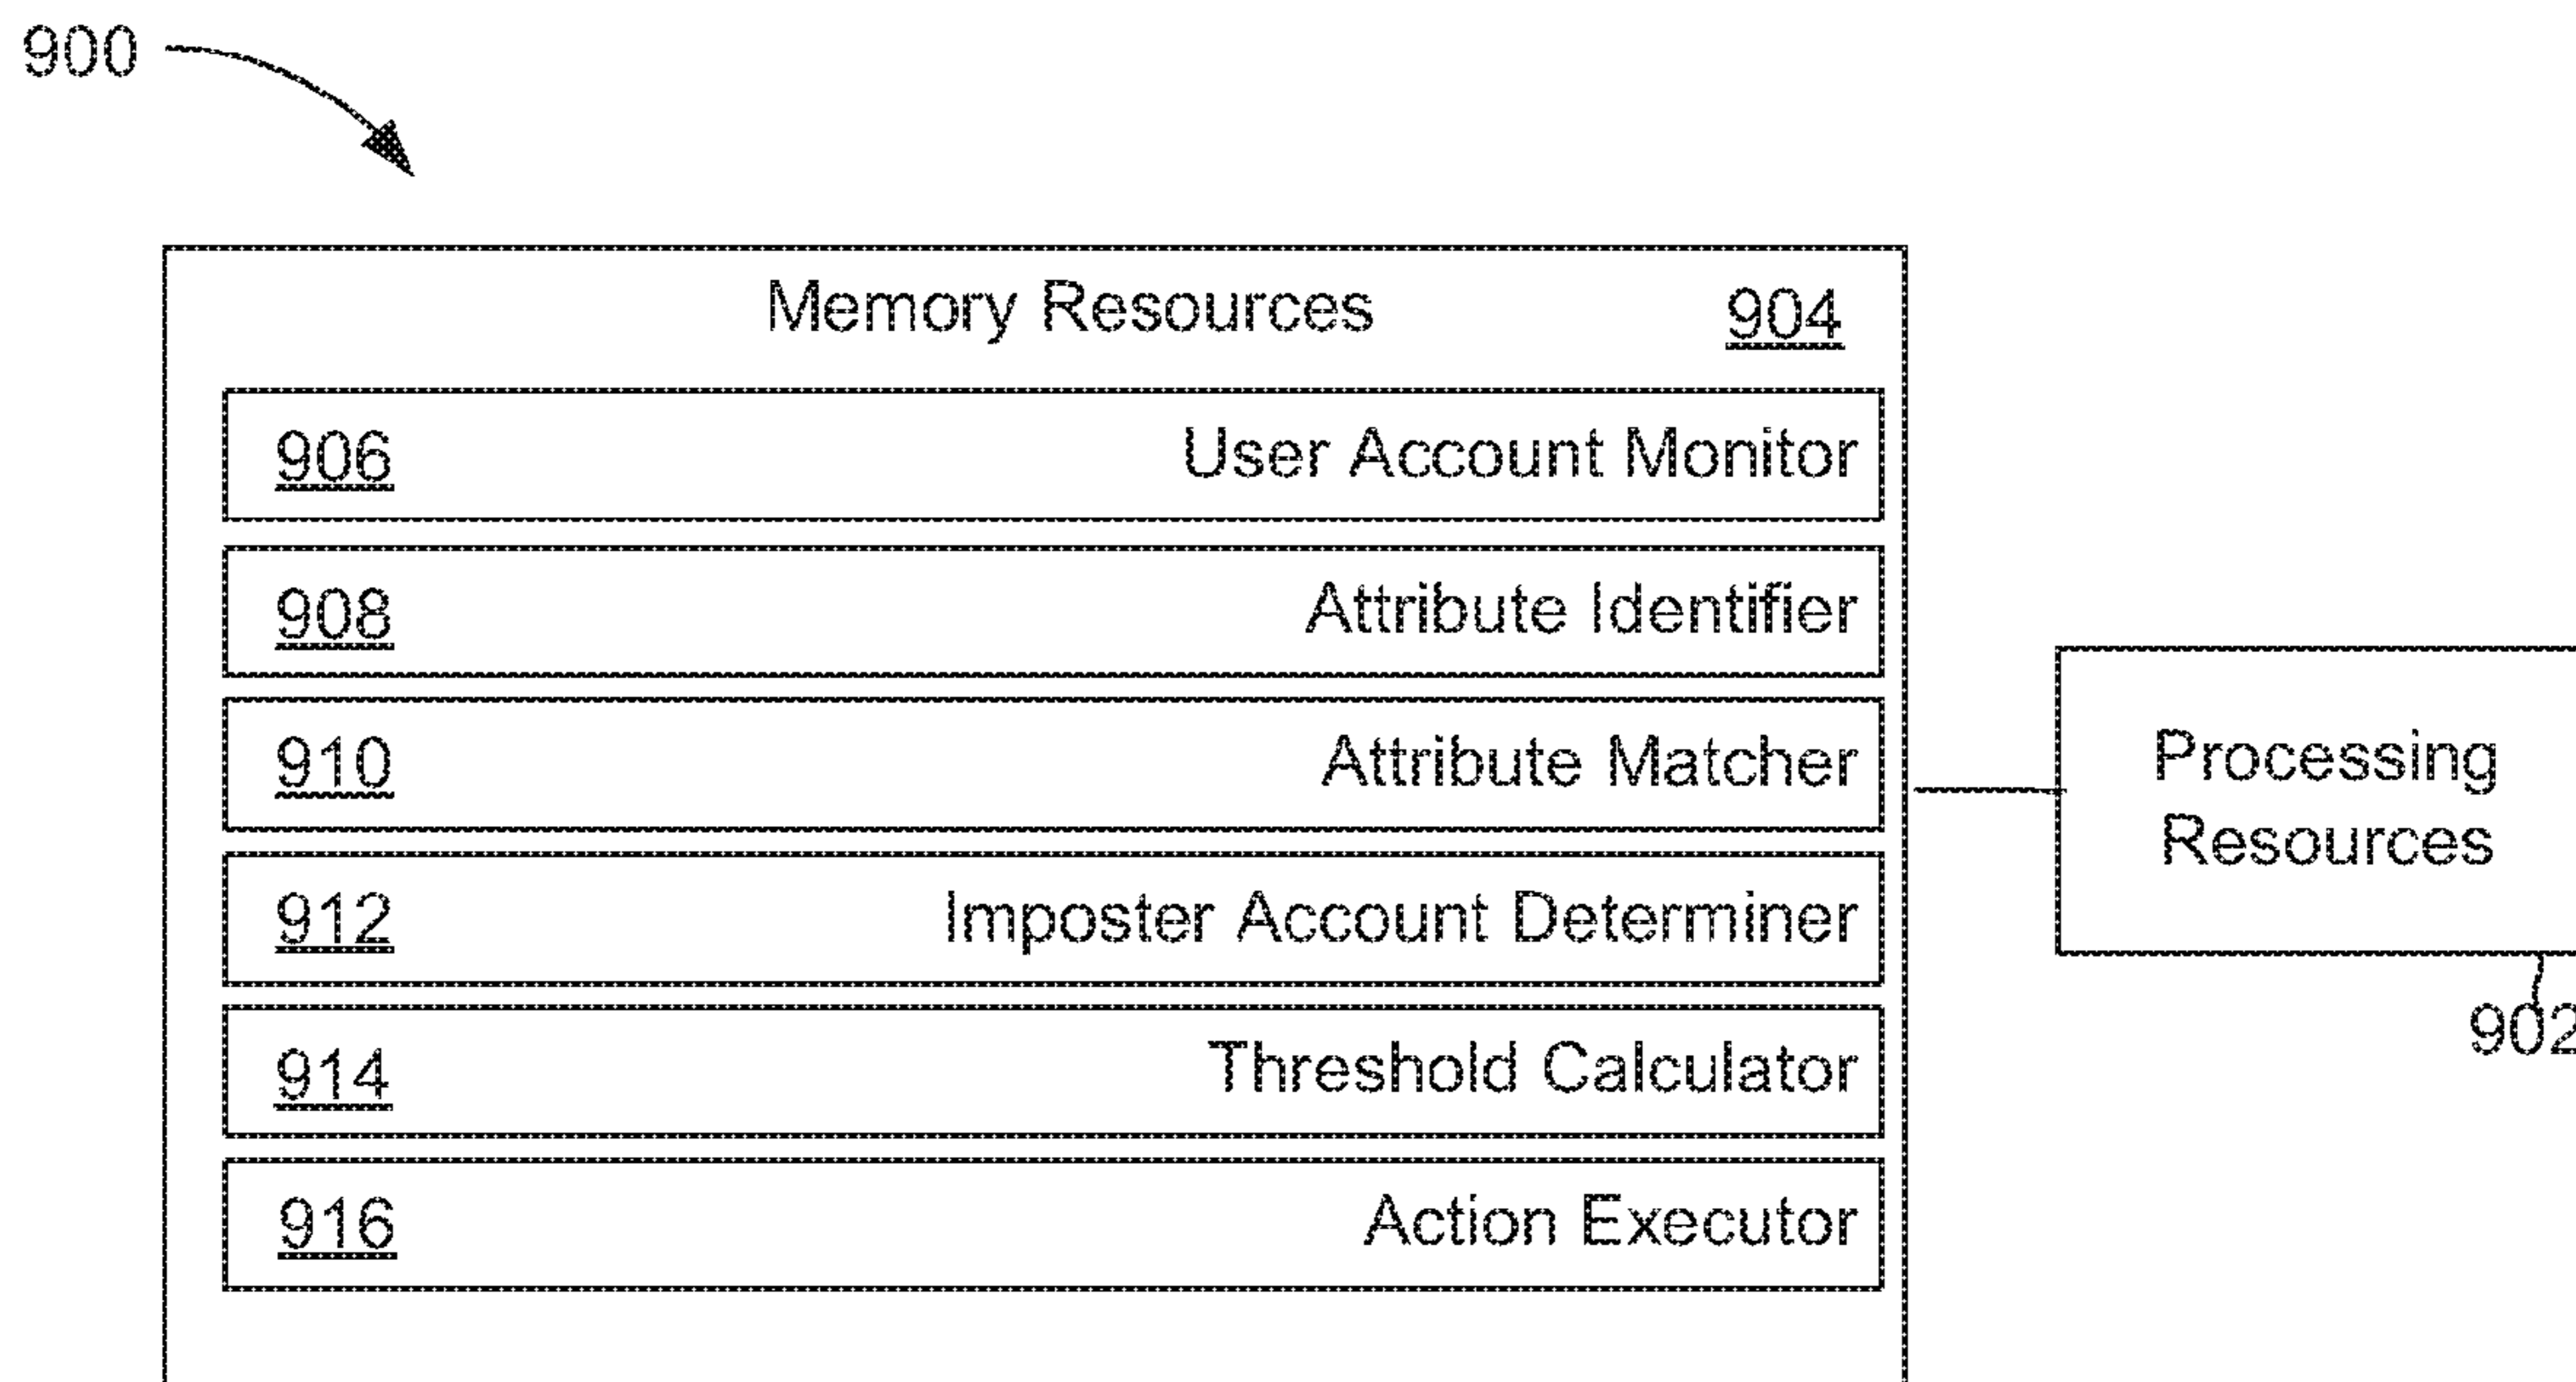 900
Memory Resources 904
906 User Account Monitor
908 Attribute Identifier
910 Attribute Matcher
912 Imposter Account Determiner
914 Threshold Calculator
916 Action Executor
Processing
Resources
902